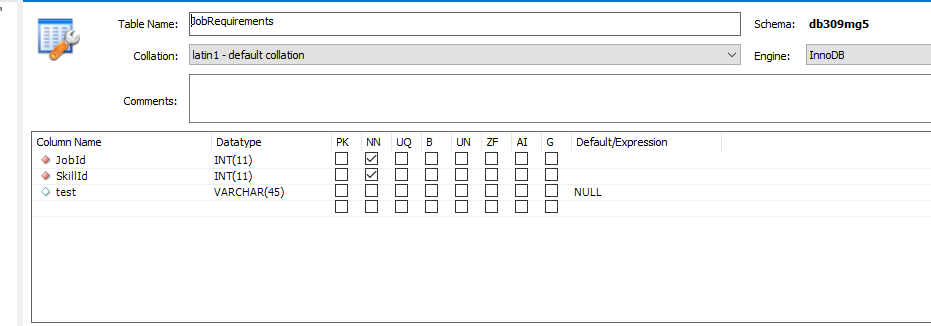 Table Name: JobRequirements Schema: db309mg5
Collation: latin1 - default collation Engine: InnoDB
Comments:
Column Name Datatype PK NN UQ B UN ZF AI G Default/Expression
JobId INT(11)
SkillId INT(11)
test VARCHAR(45) NULL